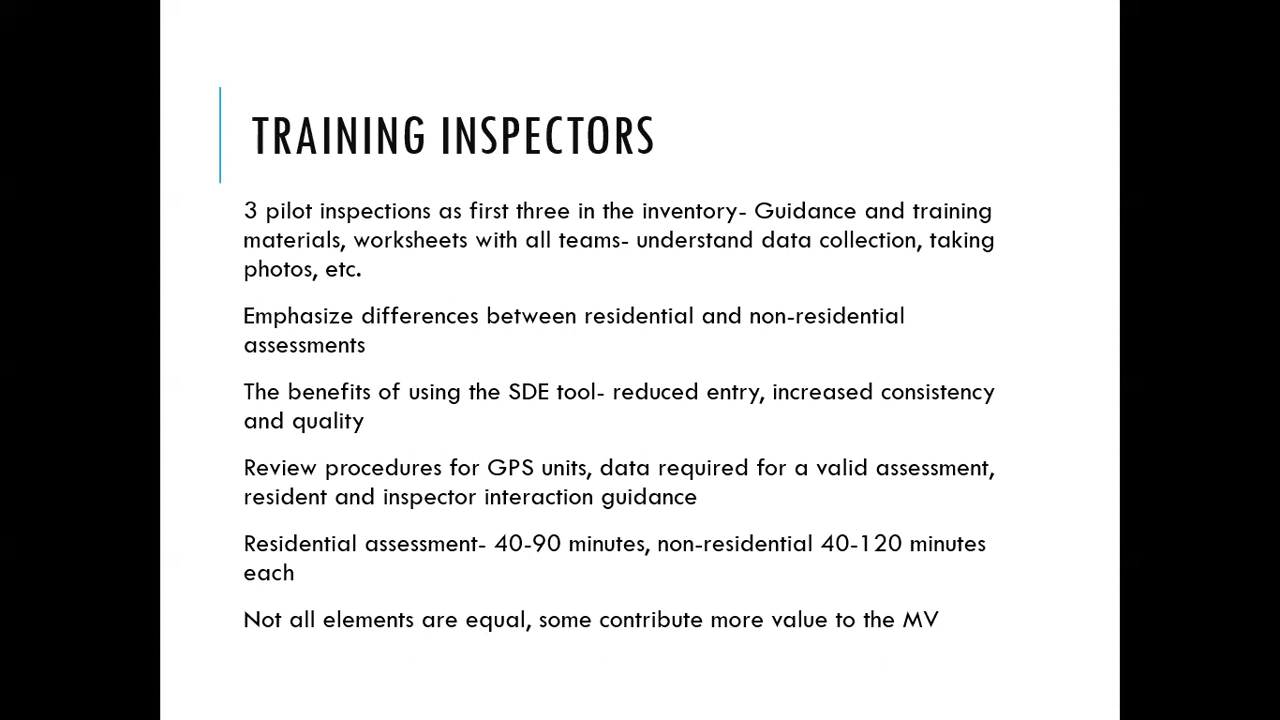 TRAINING INSPECTORS
3 pilot inspections as first three in the inventory- Guidance and training
materials, worksheets with all teams- understand data collection, taking
photos, etc.
Emphasize differences between residential and non-residential
assessments
The benefits of using the SDE tool- reduced entry, increased consistency
and quality
Review procedures for GPS units, data required for a valid assessment,
resident and inspector interaction guidance
Residential assessment- 40-90 minutes, non-residential 40-120 minutes
each
Not all elements are equal, some contribute more value to the MV